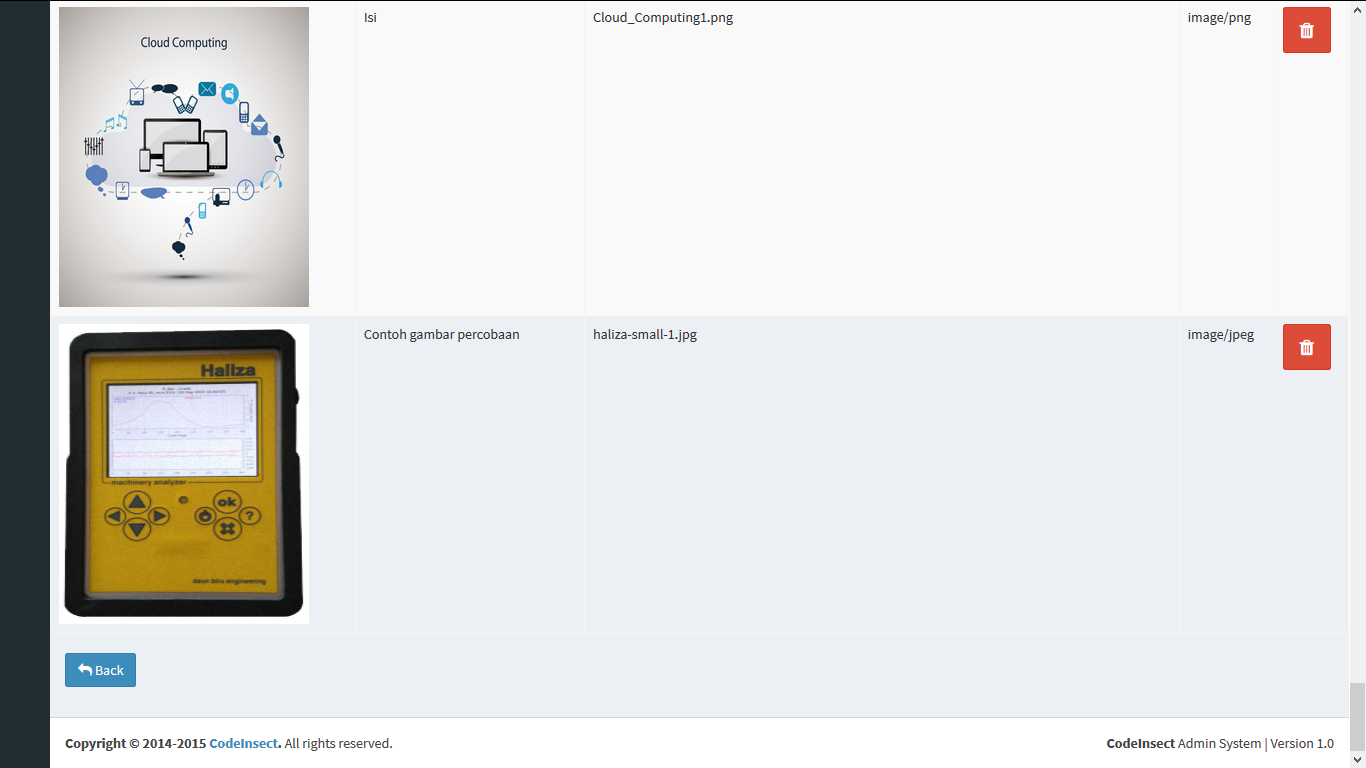 Isi
Cloud_Computing1.png
image/png
Cloud Computing
Contoh gambar percobaan
haliza-small-1.jpg
image/jpeg
Haliza
machinery analyzer
ok
?
daun biru engineering
Back
Copyright © 2014-2015 CodeInsect. All rights reserved.
CodeInsect Admin System | Version 1.0